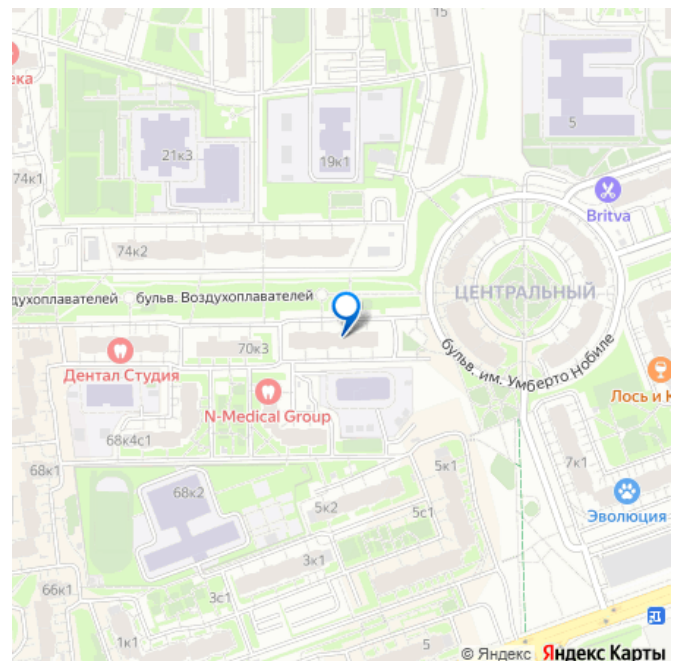 15
ека
21к3
19к1
5
74к1
Britva
74к2
духоплавателей
бульв. Воздухоплавателей
ЦЕНТРАЛЬНЫЙ
70к3
бульв. им. Умберто Нобиле
Дентал Студия
N-Medical Group
Лось и К
68к4с1
5к1
7к1
68к1
68к2
5к2
5с1
Эволюция
3к1
66к1
3с1
1к1
5
© Яндекс Яндекс Карты